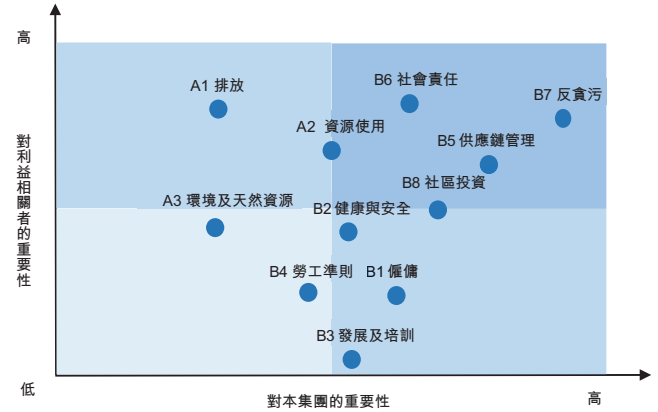 高
A1 排放
B6 社會責任
B7 反貪污
A2 資源使用
B5 供應鏈管理
B8 社區投資
A3 環境及天然資源
B2 健康與安全
B4 勞工準則
B1 僱傭
B3 發展及培訓
對利益相關者的重要性
低
對本集團的重要性
高